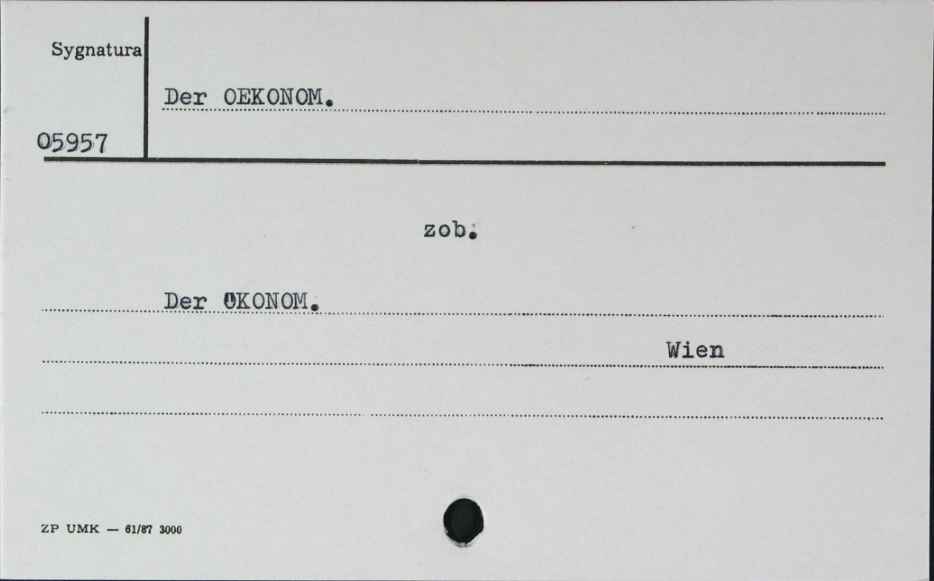 Sygnatura
Der OEKONOM.
05957
zob.
Der ÖKONOM.
Wien
ZP UMK — 61/87 3000